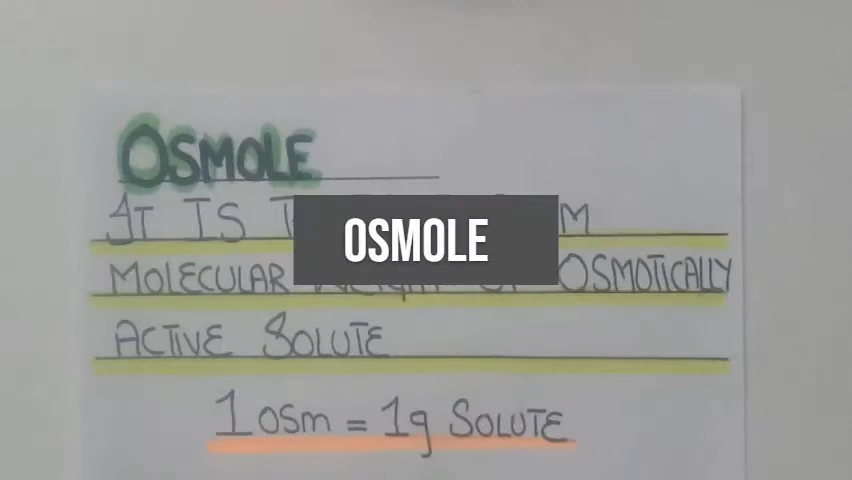 OSMOLE
IT IS
OSMOLE
MOLECULAR OSMOTICALLY
ACTIVE SOLUTE
1 OSM = 1g SOLUTE